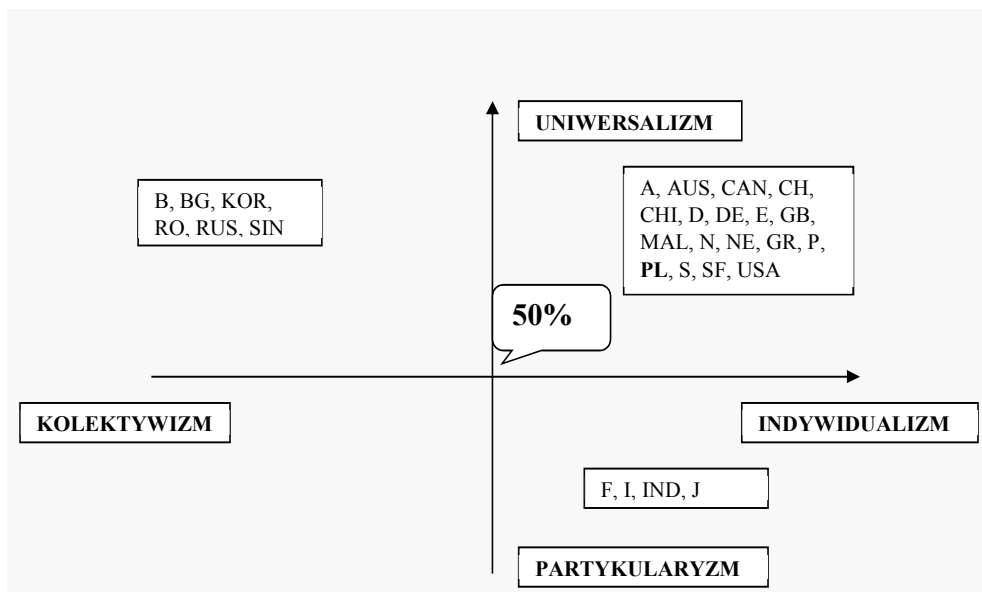 UNIWERSALIZM
B, BG, KOR,
RO, RUS, SIN
A, AUS, CAN, CH,
CHI, D, DE, E, GB,
MAL, N, NE, GR, P,
PL, S, SF, USA
50%
KOLEKTYWIZM
INDYWIDUALIZM
F, I, IND, J
PARTYKULARYZM